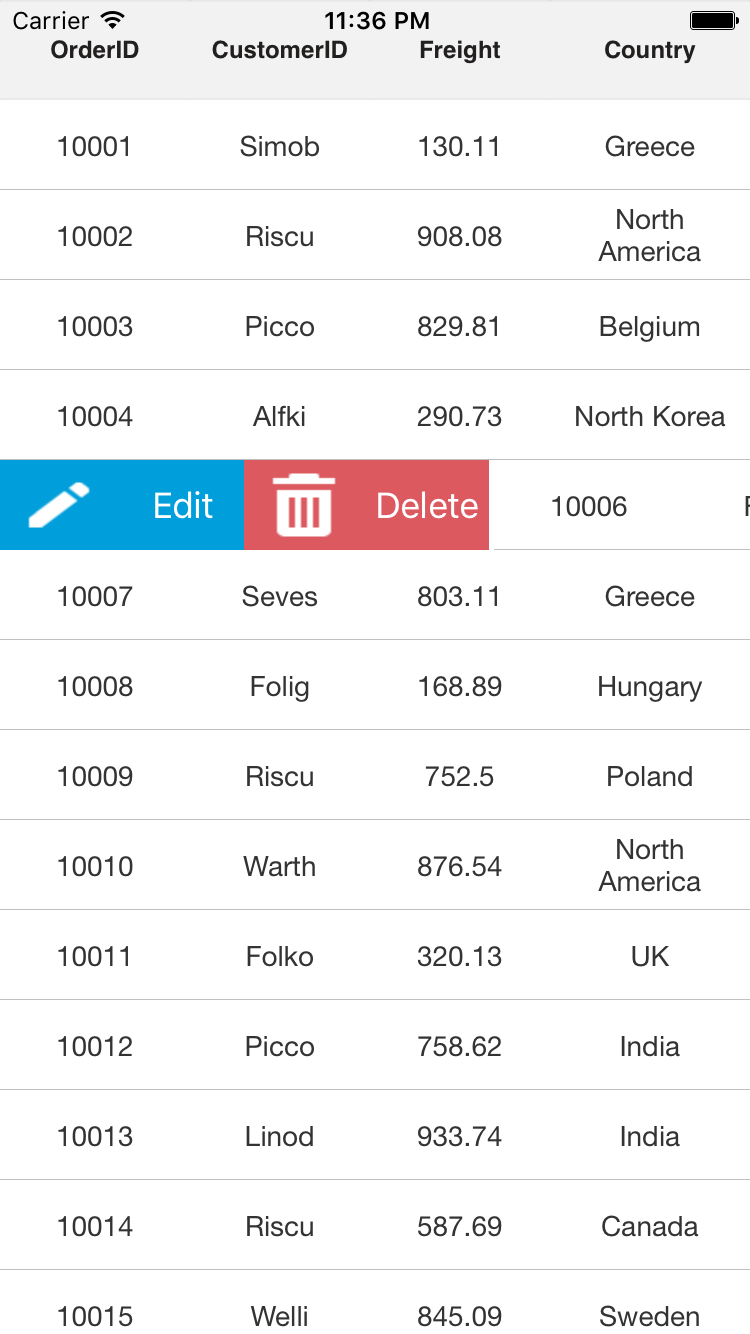 Carrier 11:36 PM
OrderID CustomerID Freight Country
10001 Simob 130.11 Greece
10002 Riscu 908.08 North
America
10003 Picco 829.81 Belgium
10004 Alfki 290.73 North Korea
Edit Delete 10006
10007 Seves 803.11 Greece
10008 Folig 168.89 Hungary
10009 Riscu 752.5 Poland
10010 Warth 876.54 North
America
10011 Folko 320.13 UK
10012 Picco 758.62 India
10013 Linod 933.74 India
10014 Riscu 587.69 Canada
10015 Welli 845.09 Sweden